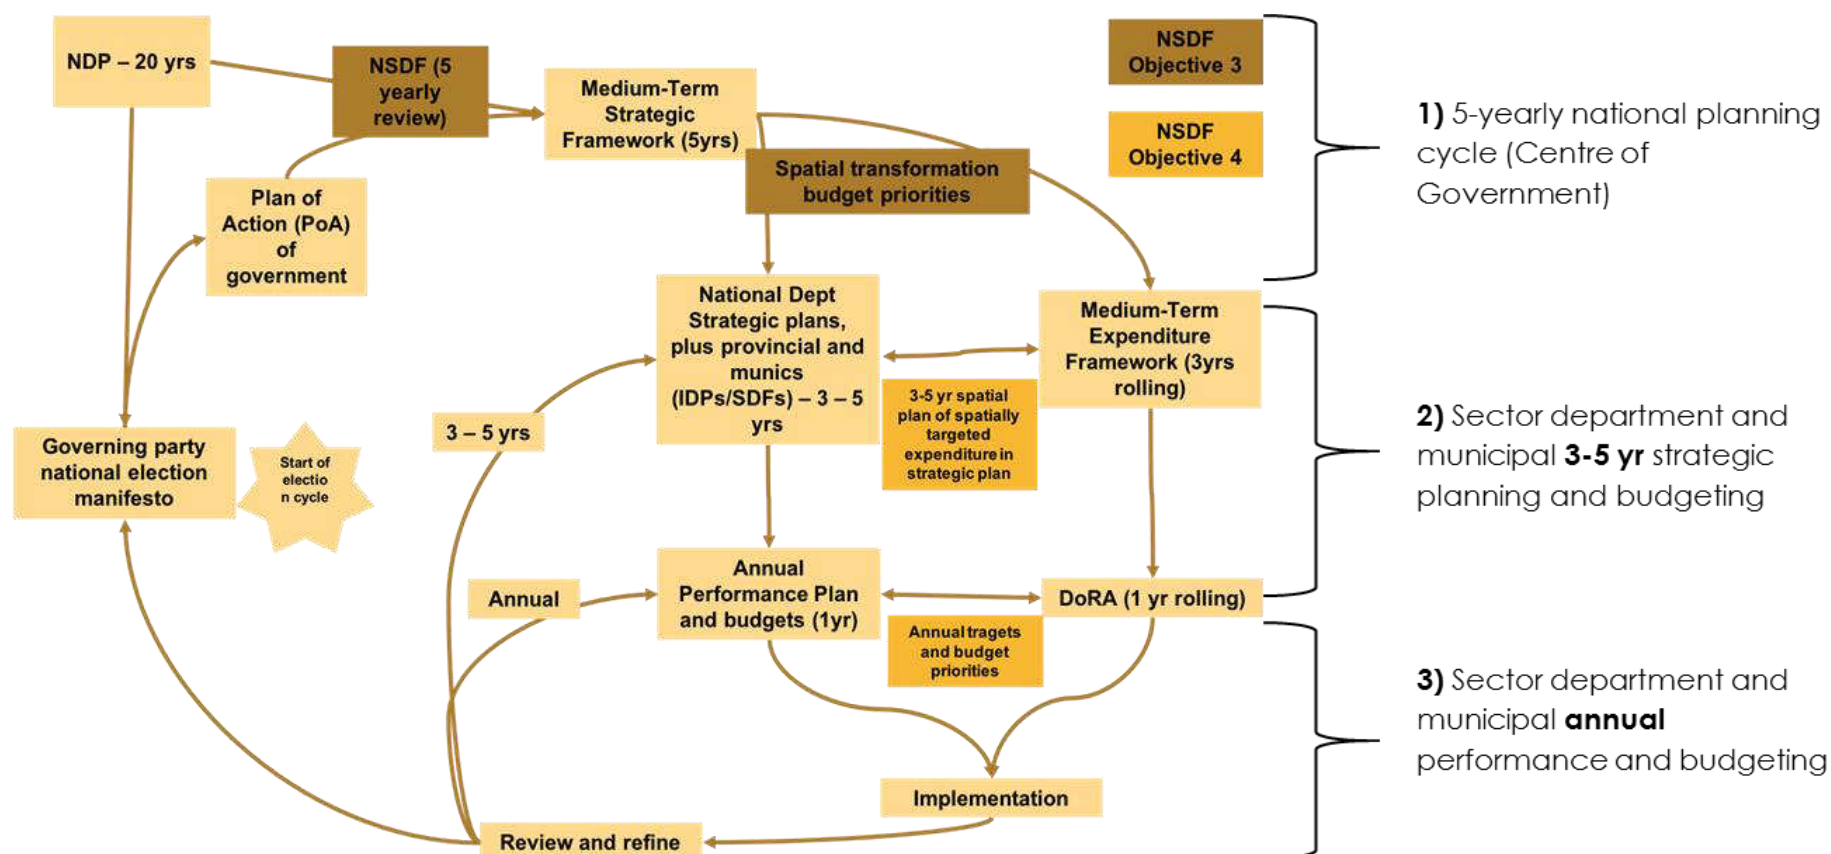 NDP – 20 yrs
NSDF (5
yearly
review)
Medium-Term
Strategic
Framework (5yrs)
NSDF
Objective 3
NSDF
Objective 4
Spatial transformation
budget priorities
Plan of
Action (PoA)
of
government
1) 5-yearly national planning
cycle (Centre of
Government)
National Dept
Strategic plans,
plus provincial and
munics
(IDPs/SDFs) – 3 – 5
yrs
Medium-Term
Expenditure
Framework (3yrs
rolling)
3-5 yr spatial
plan of spatially
targeted
expenditure in
strategic plan
3 – 5 yrs
Governing party
national election
manifesto
Start of
electio
n cycle
2) Sector department and
municipal 3-5 yr strategic
planning and budgeting
Annual
Annual
Performance Plan
and budgets (1yr)
DoRA (1 yr rolling)
Annual tragets
and budget
priorities
3) Sector department and
municipal annual
performance and budgeting
Implementation
Review and refine